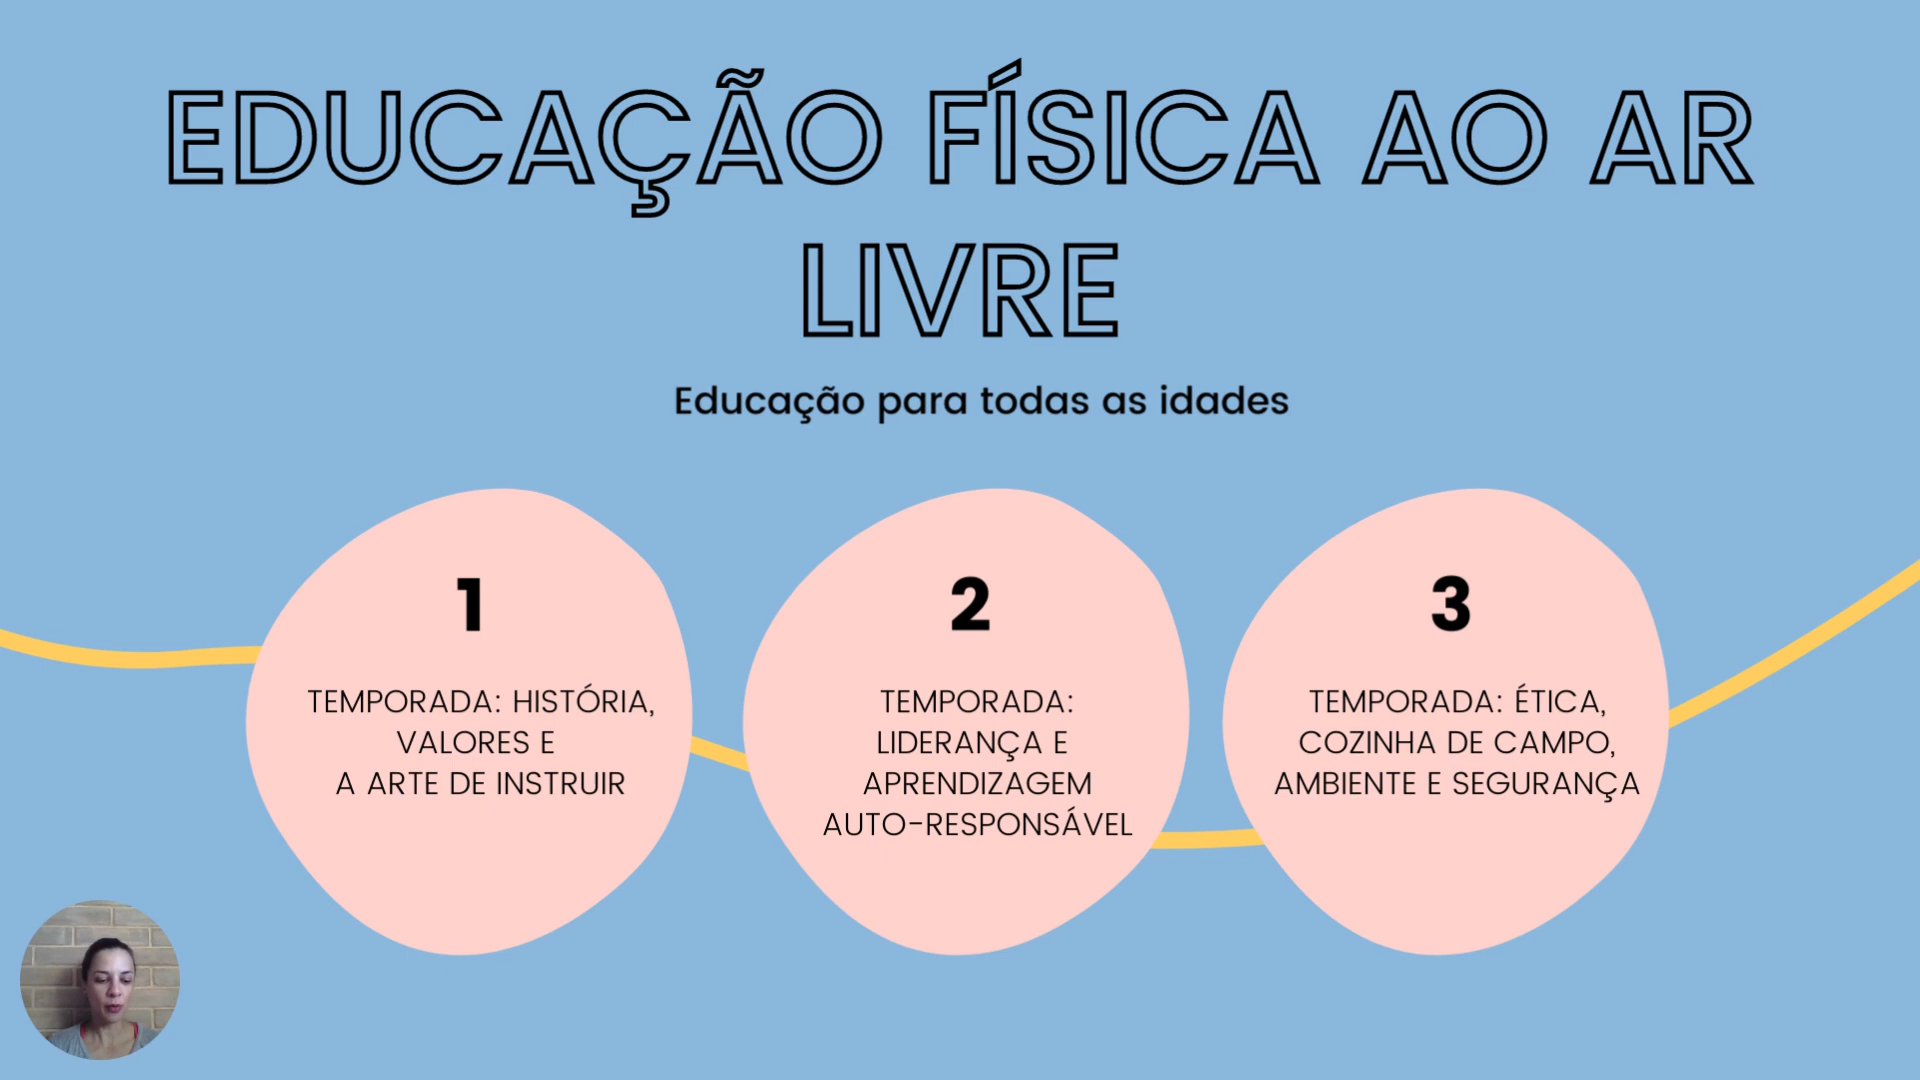 EDUCAÇÃO FÍSICA AO AR
LIVRE
Educação para todas as idades
1
TEMPORADA: HISTÓRIA,
VALORES E
A ARTE DE INSTRUIR
2
TEMPORADA:
LIDERANÇA E
APRENDIZAGEM
AUTO-RESPONSÁVEL
3
TEMPORADA: ÉTICA,
COZINHA DE CAMPO,
AMBIENTE E SEGURANÇA